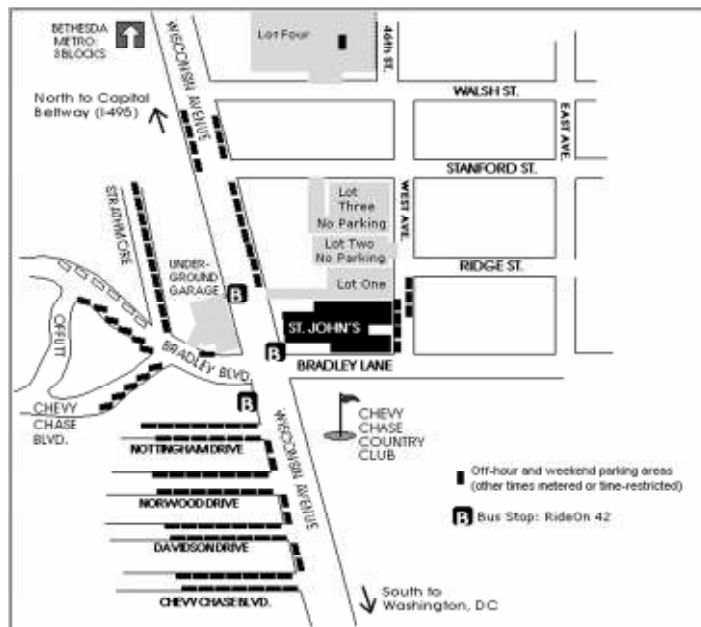 BETHESDA
METRO:
3 BLOCKS
WISCONSIN AVENUE
Lot Four
46th ST.
WALSH ST.
EAST AVE.
North to Capital
Beltway (I-495)
STANFORD ST.
STRATHMORE
Lot
Three
No Parking
WEST AVE.
Lot Two
No Parking
UNDER-
GROUND
GARAGE
RIDGE ST.
Lot One
B
ST. JOHN'S
OFFUTT
BRADLEY BLVD.
B
BRADLEY LANE
CHEVY
CHASE
BLVD.
B
WISCONSIN AVENUE
CHEVY
CHASE
COUNTRY
CLUB
NOTTINGHAM DRIVE
Off-hour and weekend parking areas
(other times metered or time-restricted)
NORWOOD DRIVE
B Bus Stop: RideOn 42
DAVIDSON DRIVE
CHEVY CHASE BLVD.
South to
Washington, DC